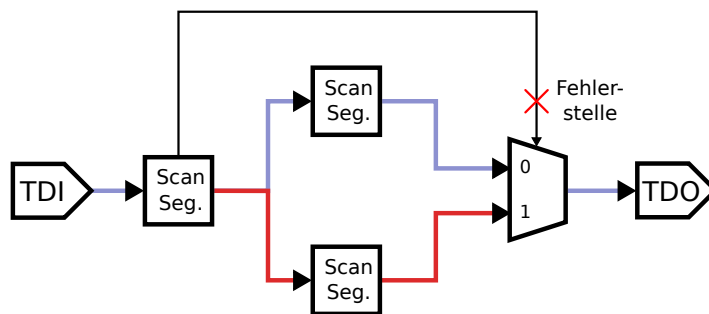 TDI
Scan
Seg.
Scan
Seg.
Scan
Seg.
Fehler-
stelle
0
1
TDO